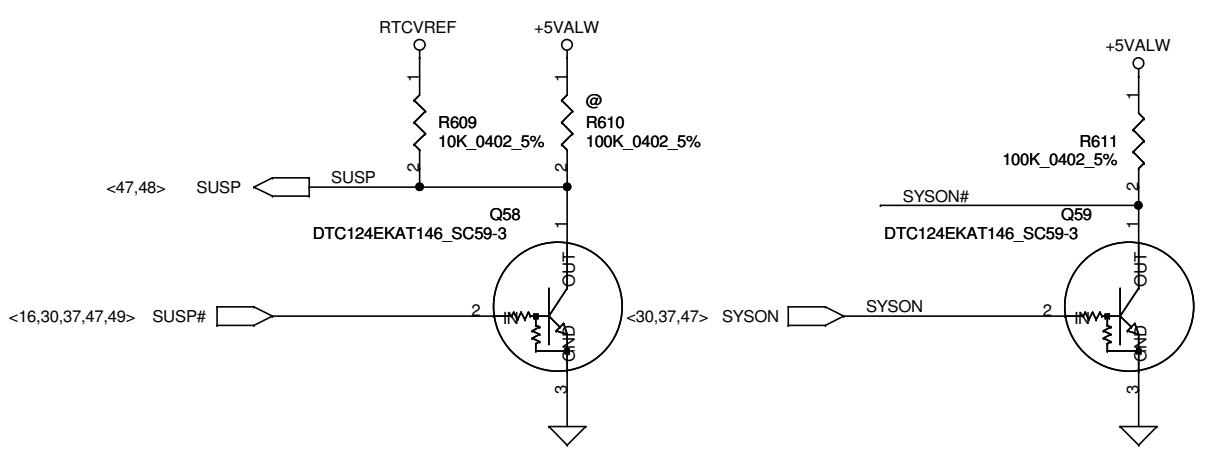 RTCVREF
+5VALW
1
R609
10K_0402_5%
2
1
@
R610
100K_0402_5%
2
<47,48> SUSP
SUSP
Q58
DTC124EKAT146_SC59-3
1
OUT
<16,30,37,47,49> SUSP#
2
IN
GND
3
+5VALW
1
R611
100K_0402_5%
2
SYSON#
Q59
DTC124EKAT146_SC59-3
1
OUT
<30,37,47> SYSON
SYSON
2
IN
GND
3